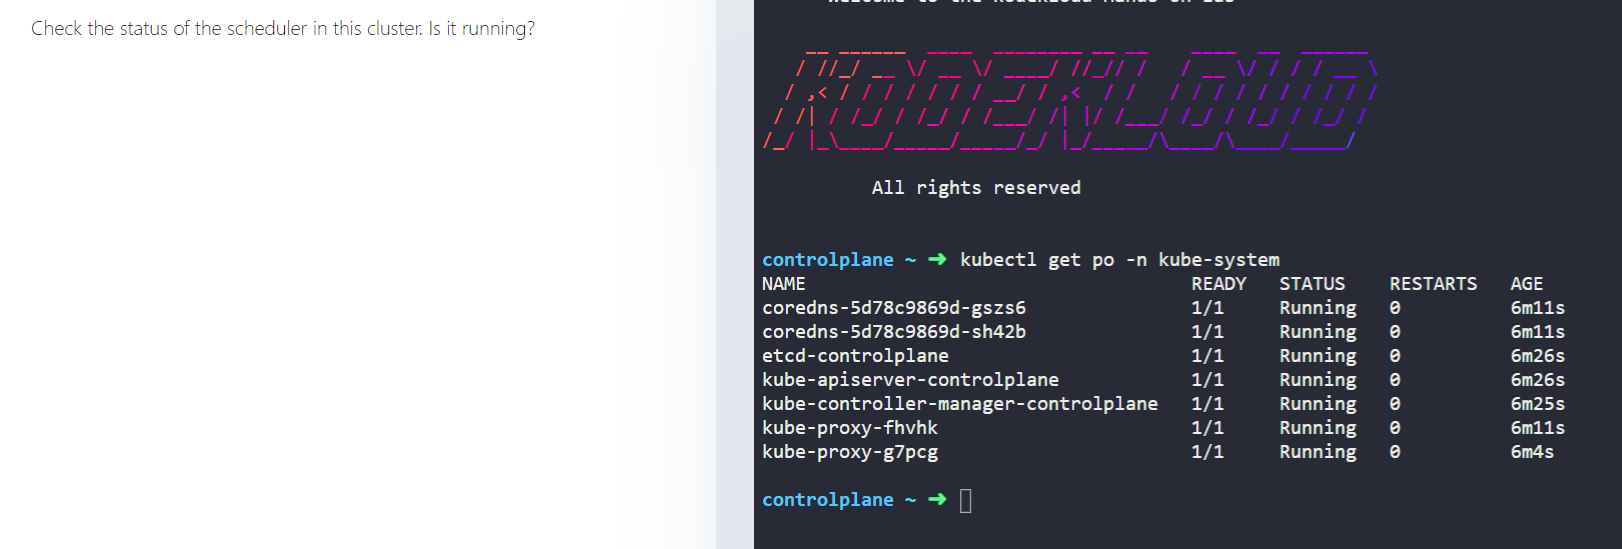 Check the status of the scheduler in this cluster. Is it running?
All rights reserved
controlplane ~ ➜ kubectl get po -n kube-system
NAME READY STATUS RESTARTS AGE
coredns-5d78c9869d-gszs6 1/1 Running 0 6m11s
coredns-5d78c9869d-sh42b 1/1 Running 0 6m11s
etcd-controlplane 1/1 Running 0 6m26s
kube-apiserver-controlplane 1/1 Running 0 6m26s
kube-controller-manager-controlplane 1/1 Running 0 6m25s
kube-proxy-fhvhk 1/1 Running 0 6m11s
kube-proxy-g7pcg 1/1 Running 0 6m4s
controlplane ~ ➜